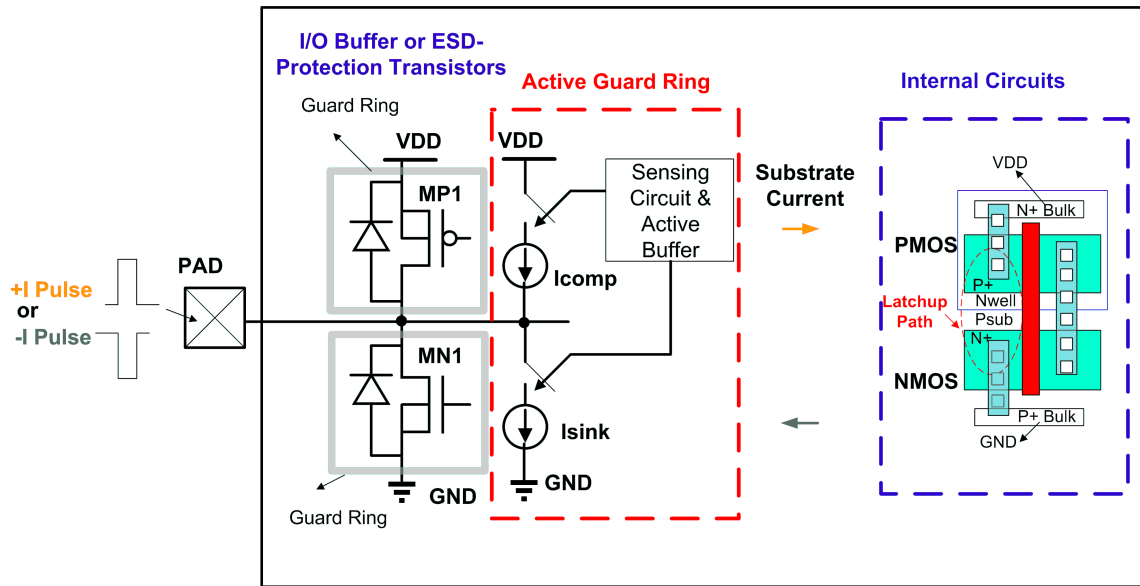 I/O Buffer or ESD-
Protection Transistors
Guard Ring
VDD
MP1
MN1
GND
Guard Ring
PAD
+I Pulse
or
-I Pulse
Active Guard Ring
VDD
Sensing
Circuit &
Active
Buffer
Icomp
Isink
GND
Substrate
Current
Internal Circuits
VDD
N+ Bulk
PMOS
P+
Nwell
Latchup
Path
Psub
N+
NMOS
P+ Bulk
GND